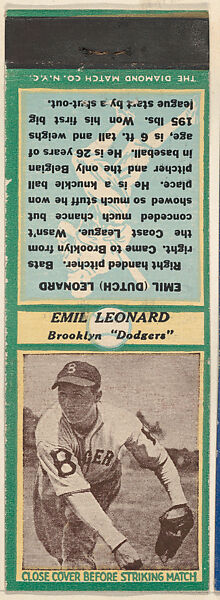 THE DIAMOND MATCH CO. N.Y.C.
EMIL (DUTCH) LEONARD
Right handed pitcher. Bats
right. Came to Brooklyn from
the Coast League. Wasn't
conceded much chance but
showed so much stuff he won
place. He is a knuckle ball
pitcher and the only Belgian
in baseball. He is 25 years of
age, is 6 ft. tall and weighs
195 lbs. Won his first big
league start by a shut-out.
EMIL LEONARD
Brooklyn "Dodgers"
B
B GER
CLOSE COVER BEFORE STRIKING MATCH